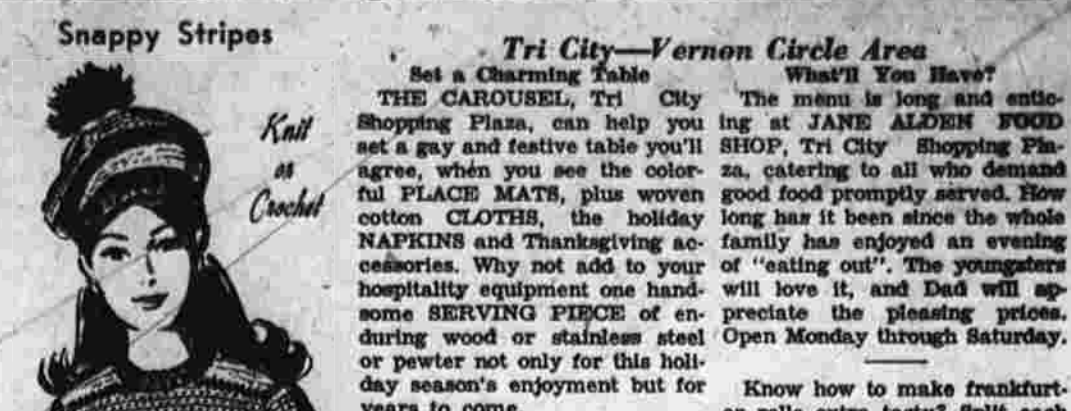 Snappy Stripes
Knit
or
Crochet
Tri City—Vernon Circle Area
Set a Charming Table
THE CAROUSEL, Tri City
Shopping Plaza, can help you
set a gay and festive table you'll
agree, when you see the color-
ful PLACE MATS, plus woven
cotton CLOTHS, the holiday
NAPKINS and Thanksgiving ac-
cessories. Why not add to your
hospitality equipment one hand-
some SERVING PIECE of en-
during wood or stainless steel
or pewter not only for this holi-
day season's enjoyment but for
years to come.
What'll You Have?
The menu is long and entic-
ing at JANE ALDEN FOOD
SHOP, Tri City Shopping Pla-
za, catering to all who demand
good food promptly served. How
long has it been since the whole
family has enjoyed an evening
of "eating out". The youngsters
will love it, and Dad will ap-
preciate the pleasing prices.
Open Monday through Saturday.
Know how to make frankfurt-